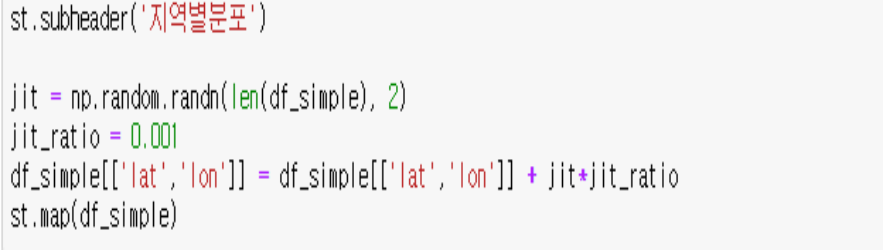 st.subheader('지역별분포')
jit = np.random.randn(len(df_simple), 2)
jit_ratio = 0.001
df_simple[['lat','lon']] = df_simple[['lat','lon']] + jit*jit_ratio
st.map(df_simple)